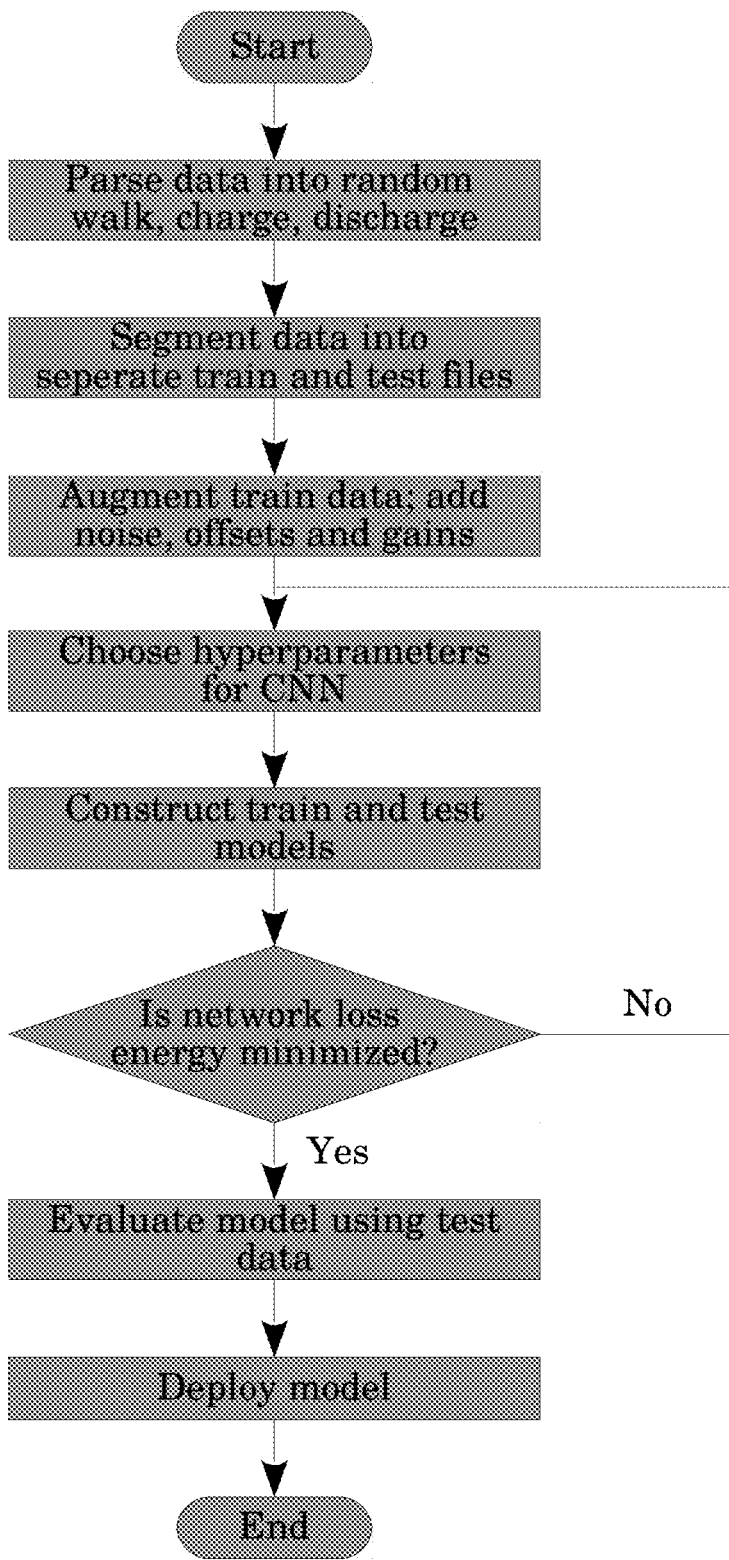 Start
Parse data into random
walk, charge, discharge
Segment data into
seperate train and test files
Augment train data; add
noise, offsets and gains
Choose hyperparameters
for CNN
Construct train and test
models
Is network loss
energy minimized?
No
Yes
Evaluate model using test
data
Deploy model
End